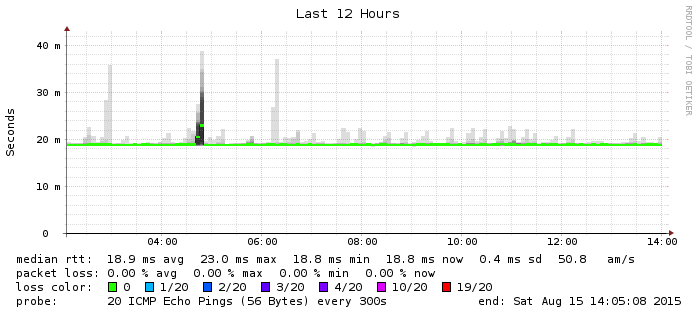 Last 12 Hours
RRDTOOL / TOBI OETIKER
Seconds
40 m
30 m
20 m
10 m
0
04:00 06:00 08:00 10:00 12:00 14:00
median rtt: 18.9 ms avg 23.0 ms max 18.8 ms min 18.8 ms now 0.4 ms sd 50.8 am/s
packet loss: 0.00 % avg 0.00 % max 0.00 % min 0.00 % now
loss color: 0 1/20 2/20 3/20 4/20 10/20 19/20
probe: 20 ICMP Echo Pings (56 Bytes) every 300s end: Sat Aug 15 14:05:08 2015